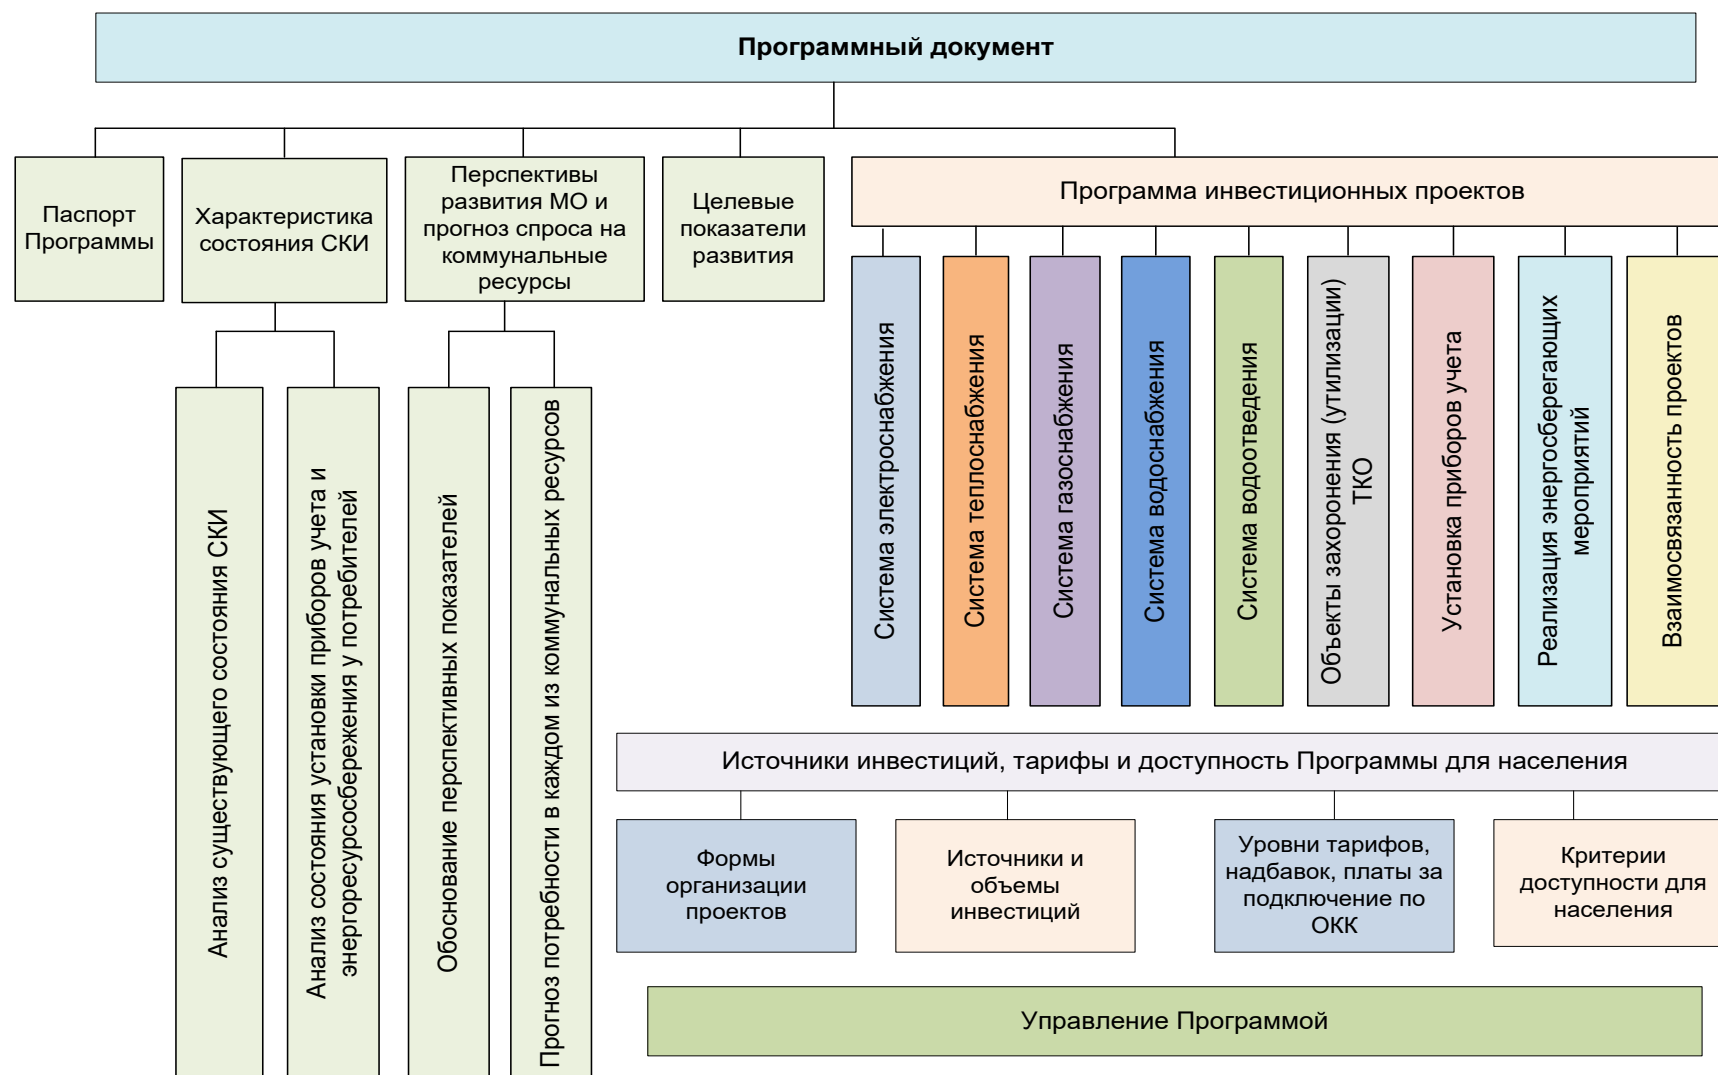 Программный документ
Паспорт
Программы
Характеристика
состояния СКИ
Перспективы
развития МО и
прогноз спроса на
коммунальные
ресурсы
Целевые
показатели
развития
Программа инвестиционных проектов
Анализ существующего состояния СКИ
Анализ состояния установки приборов учета и
энергоресурсосбережения у потребителей
Обоснование перспективных показателей
Прогноз потребности в каждом из коммунальных ресурсов
Система электроснабжения
Система теплоснабжения
Система газоснабжения
Система водоснабжения
Система водоотведения
Объекты захоронения (утилизации)
ТКО
Установка приборов учета
Реализация энергосберегающих
мероприятий
Взаимосвязанность проектов
Источники инвестиций, тарифы и доступность Программы для населения
Формы
организации
проектов
Источники и
объемы
инвестиций
Уровни тарифов,
надбавок, платы за
подключение по
ОКК
Критерии
доступности для
населения
Управление Программой